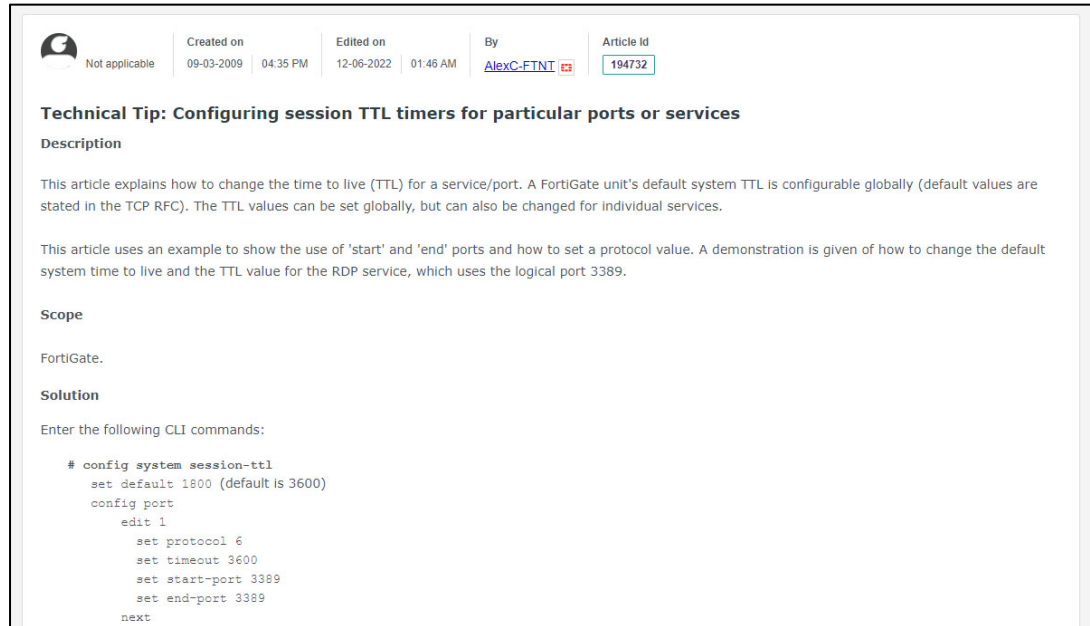 Not applicable
Created on
09-03-2009 04:35 PM
Edited on
12-06-2022 01:46 AM
By
AlexC-FTNT
Article Id
194732
Technical Tip: Configuring session TTL timers for particular ports or services
Description
This article explains how to change the time to live (TTL) for a service/port. A FortiGate unit's default system TTL is configurable globally (default values are
stated in the TCP RFC). The TTL values can be set globally, but can also be changed for individual services.
This article uses an example to show the use of 'start' and 'end' ports and how to set a protocol value. A demonstration is given of how to change the default
system time to live and the TTL value for the RDP service, which uses the logical port 3389.
Scope
FortiGate.
Solution
Enter the following CLI commands:
# config system session-ttl
set default 1800 (default is 3600)
config port
edit 1
set protocol 6
set timeout 3600
set start-port 3389
set end-port 3389
next